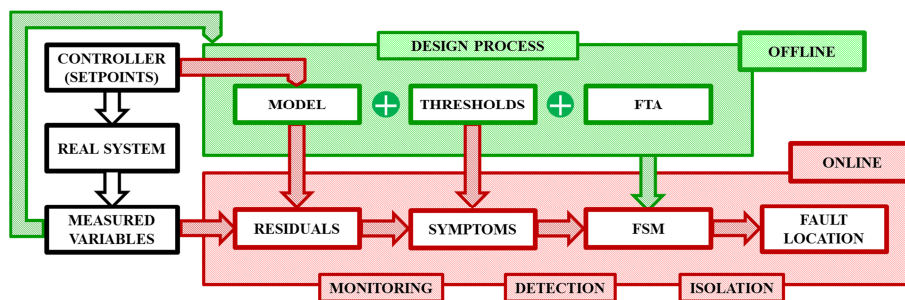 DESIGN PROCESS
OFFLINE
CONTROLLER
(SETPOINTS)
MODEL
THRESHOLDS
FTA
REAL SYSTEM
ONLINE
MEASURED
VARIABLES
RESIDUALS
SYMPTOMS
FSM
FAULT
LOCATION
MONITORING
DETECTION
ISOLATION